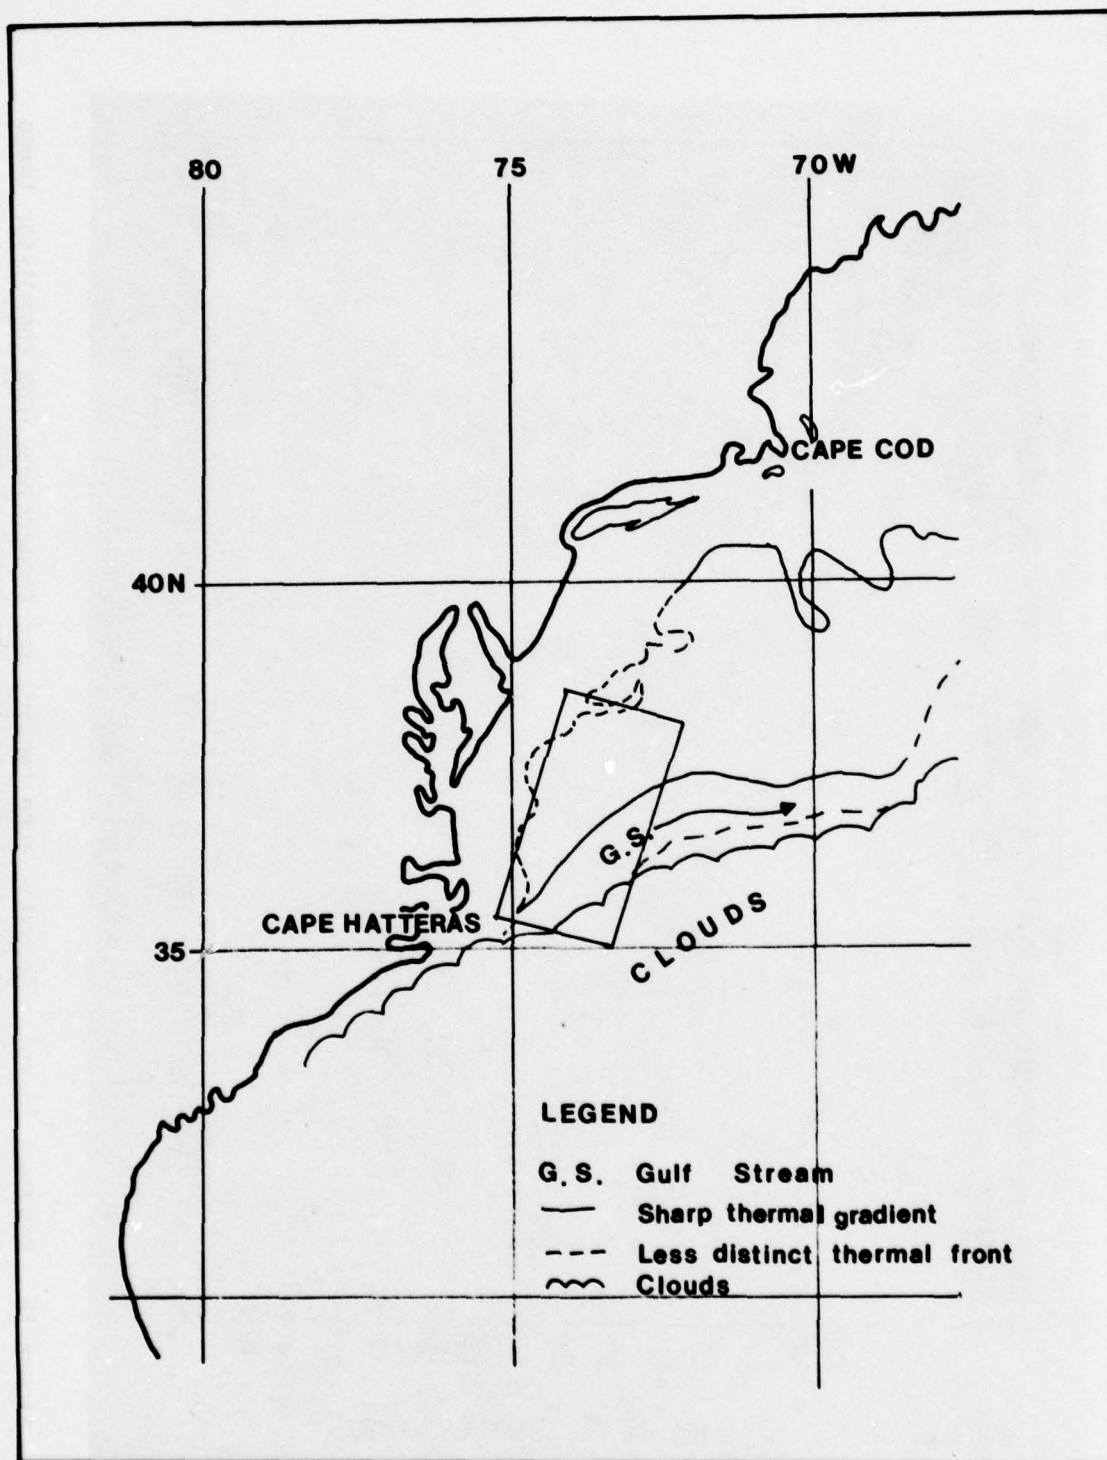 80
75
70 W
CAPE COD
40N
G.S.
CAPE HATTERAS
35
CLOUDS
LEGEND
G. S. Gulf Stream
Sharp thermal gradient
Less distinct thermal front
Clouds